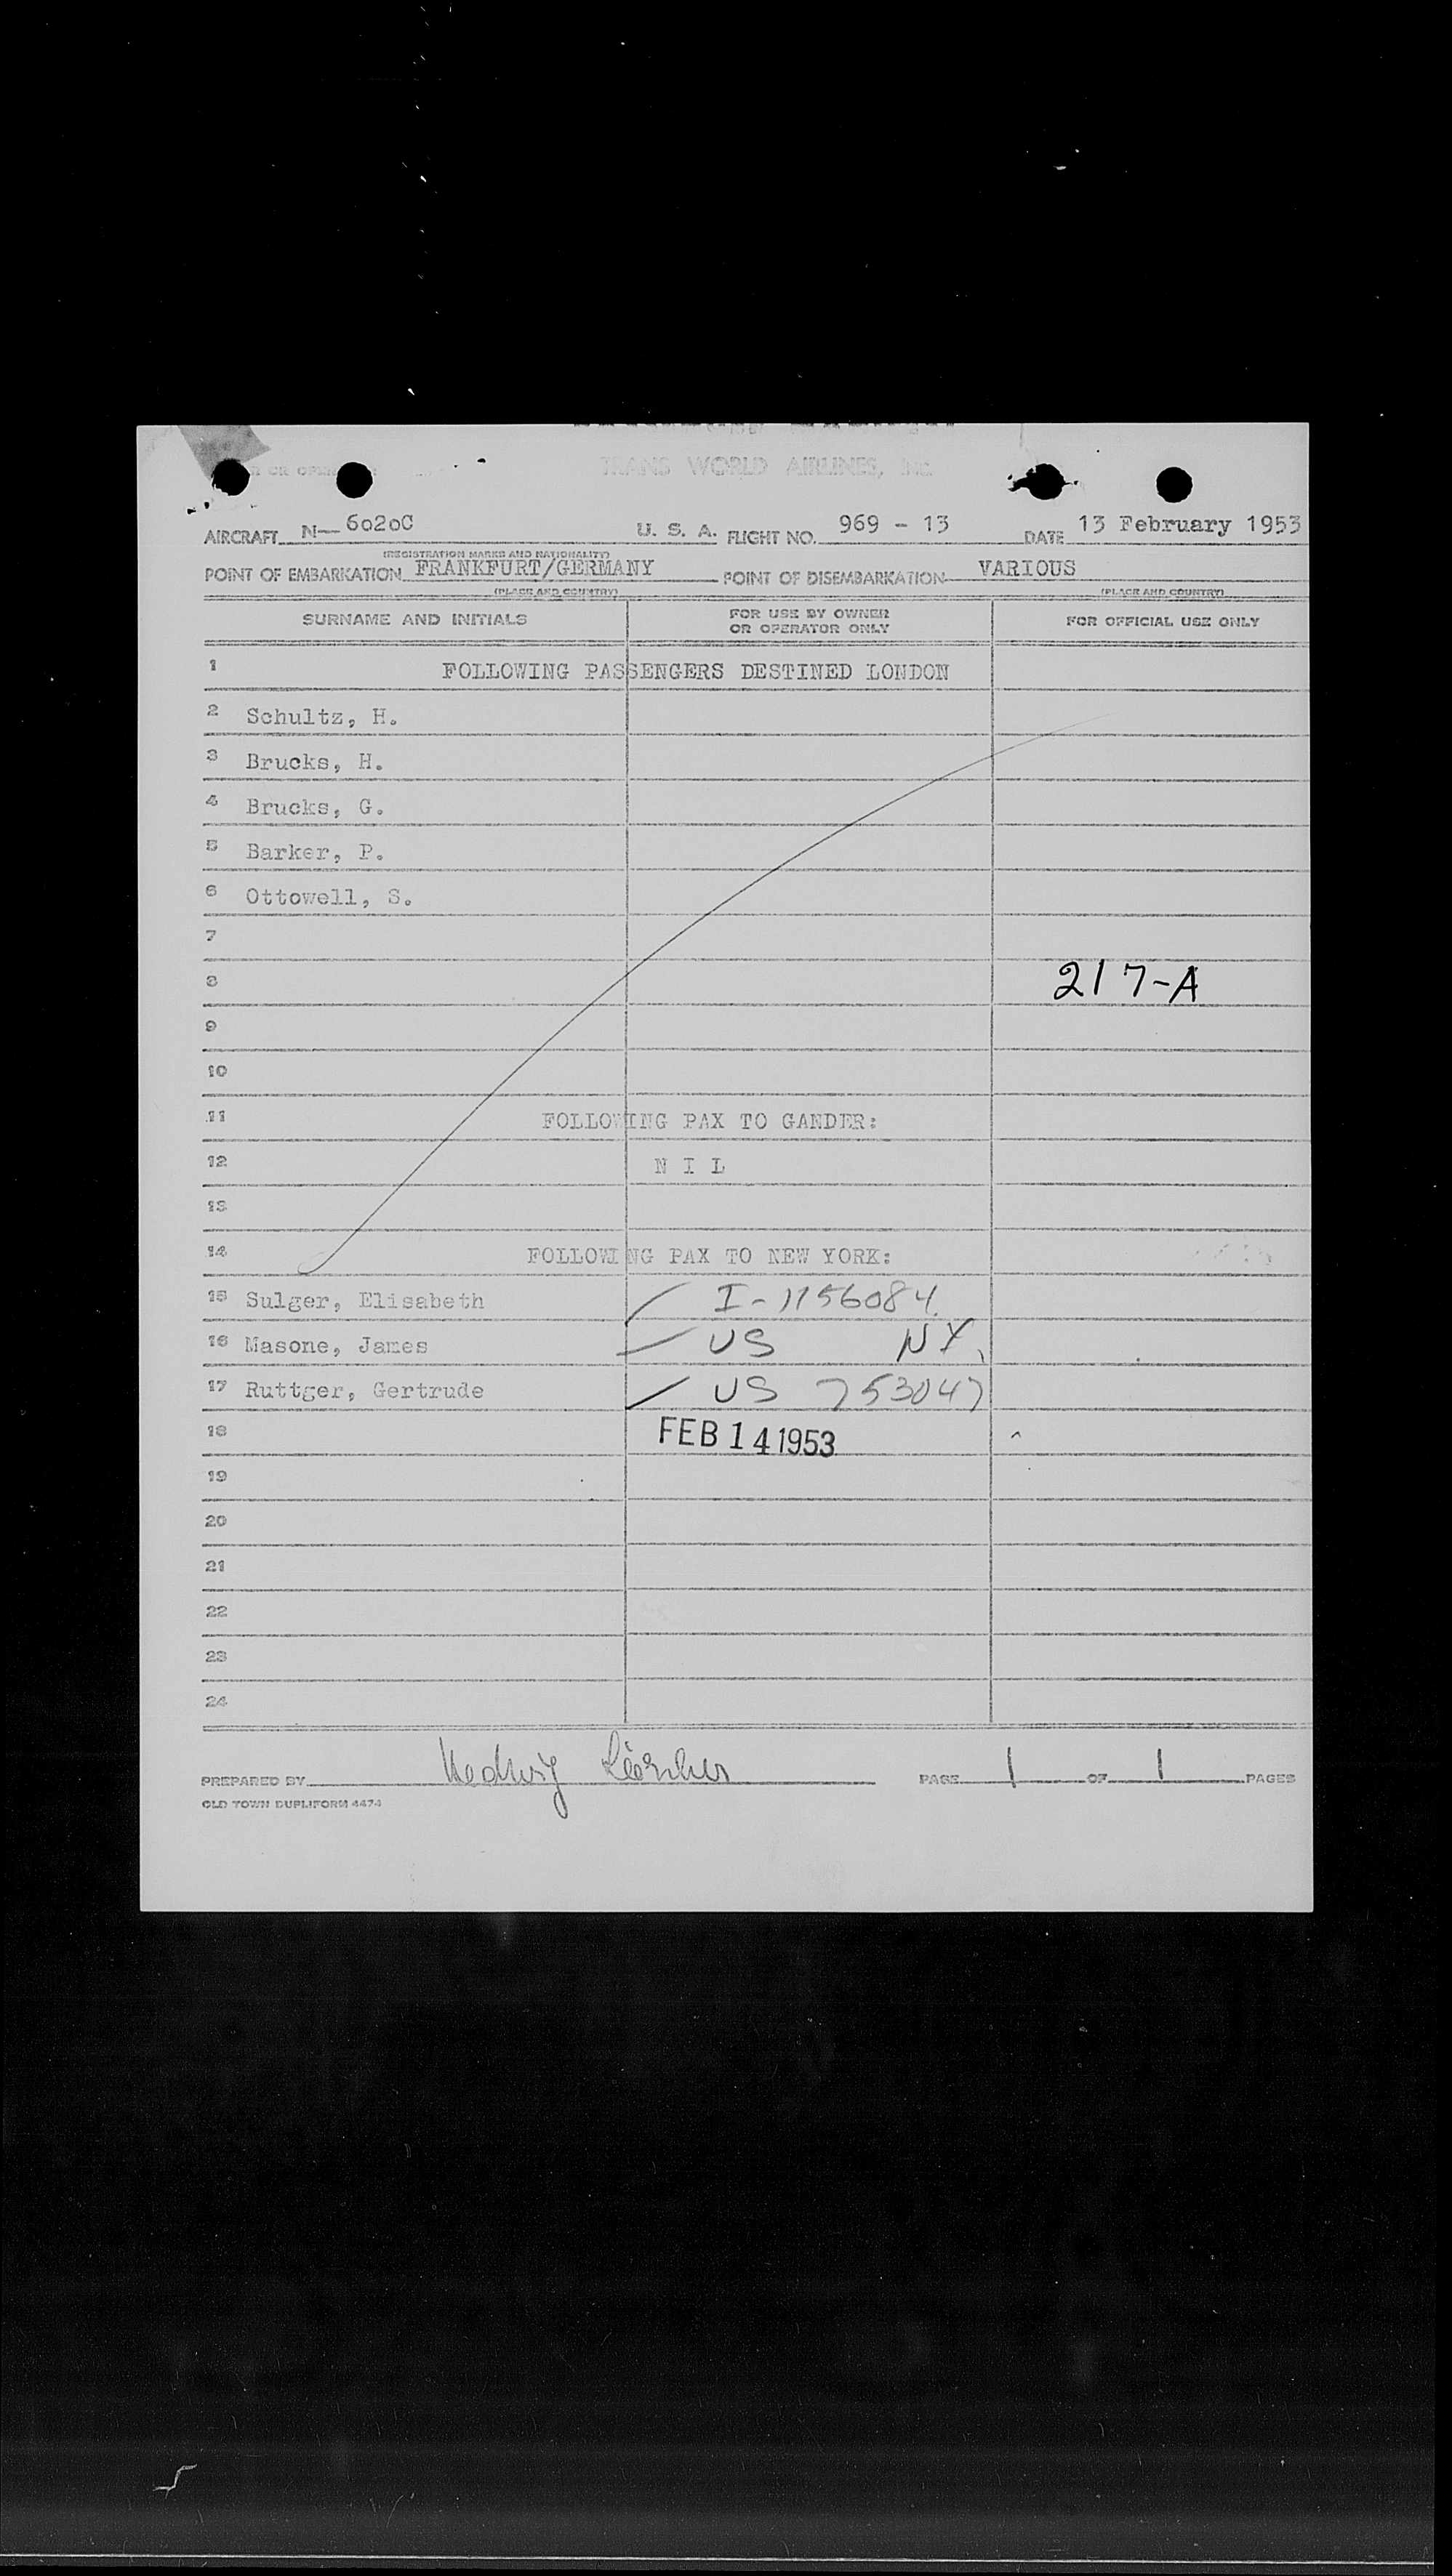 TRANS WORLD AIRLINES, INC.
AIRCRAFT N- 6020C U. S. A. FLIGHT NO. 969 - 13 DATE 13 February 1953
(REGISTRATION MARKS AND NATIONALITY)
POINT OF EMBARKATION FRANKFURT/GERMANY POINT OF DISEMBARKATION VARIOUS
(PLACE AND COUNTRY) (PLACE AND COUNTRY)
SURNAME AND INITIALS FOR USE BY OWNER OR OPERATOR ONLY FOR OFFICIAL USE ONLY
1 FOLLOWING PASSENGERS DESTINED LONDON
2 Schultz, H.
3 Brucks, H.
4 Brucks, G.
5 Barker, P.
6 Ottowell, S.
7
8 217-A
9
10
11 FOLLOWING PAX TO GANDER:
12 N I L
13
14 FOLLOWING PAX TO NEW YORK:
15 Sulger, Elisabeth I-1156084
16 Masone, James US NY.
17 Ruttger, Gertrude US 753047
18 FEB 14 1953
19
20
21
22
23
24
PREPARED BY Hedwig PAGE 1 OF 1 PAGES
OLD TOWN DUPLIFORM 4474